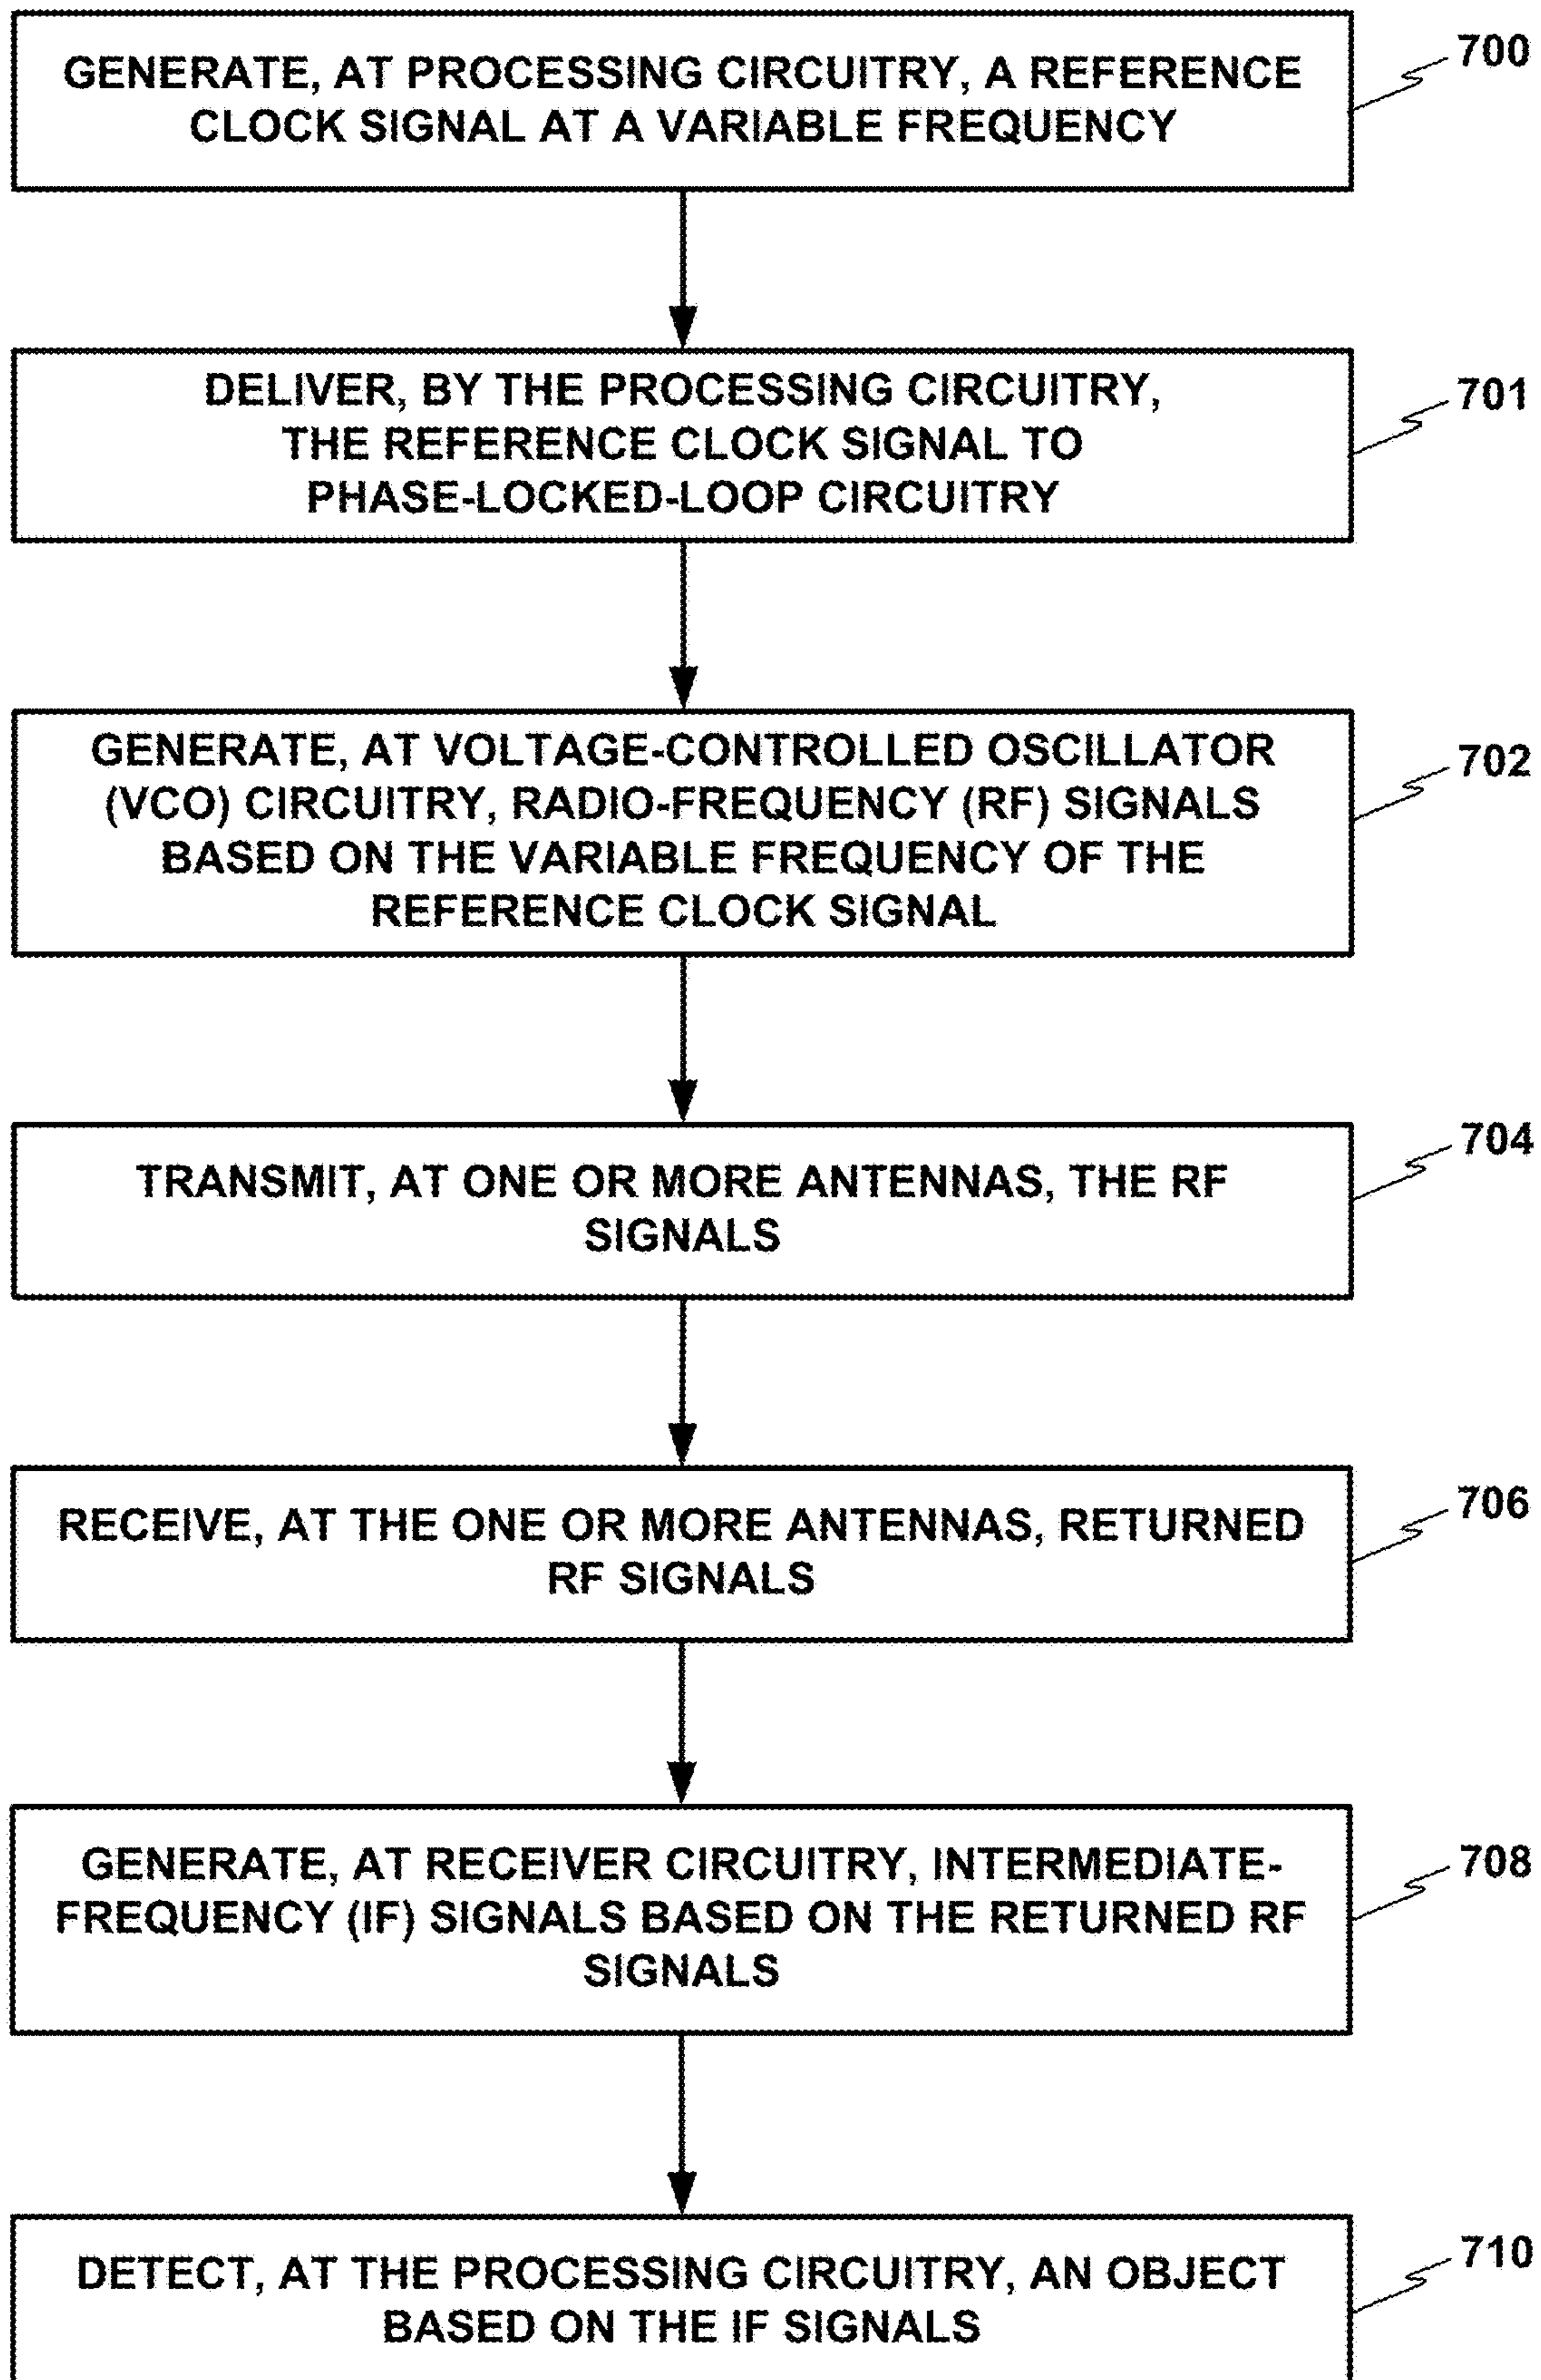 GENERATE, AT PROCESSING CIRCUITRY, A REFERENCE
CLOCK SIGNAL AT A VARIABLE FREQUENCY
700
DELIVER, BY THE PROCESSING CIRCUITRY,
THE REFERENCE CLOCK SIGNAL TO
PHASE-LOCKED-LOOP CIRCUITRY
701
GENERATE, AT VOLTAGE-CONTROLLED OSCILLATOR
(VCO) CIRCUITRY, RADIO-FREQUENCY (RF) SIGNALS
BASED ON THE VARIABLE FREQUENCY OF THE
REFERENCE CLOCK SIGNAL
702
TRANSMIT, AT ONE OR MORE ANTENNAS, THE RF
SIGNALS
704
RECEIVE, AT THE ONE OR MORE ANTENNAS, RETURNED
RF SIGNALS
706
GENERATE, AT RECEIVER CIRCUITRY, INTERMEDIATE-
FREQUENCY (IF) SIGNALS BASED ON THE RETURNED RF
SIGNALS
708
DETECT, AT THE PROCESSING CIRCUITRY, AN OBJECT
BASED ON THE IF SIGNALS
710